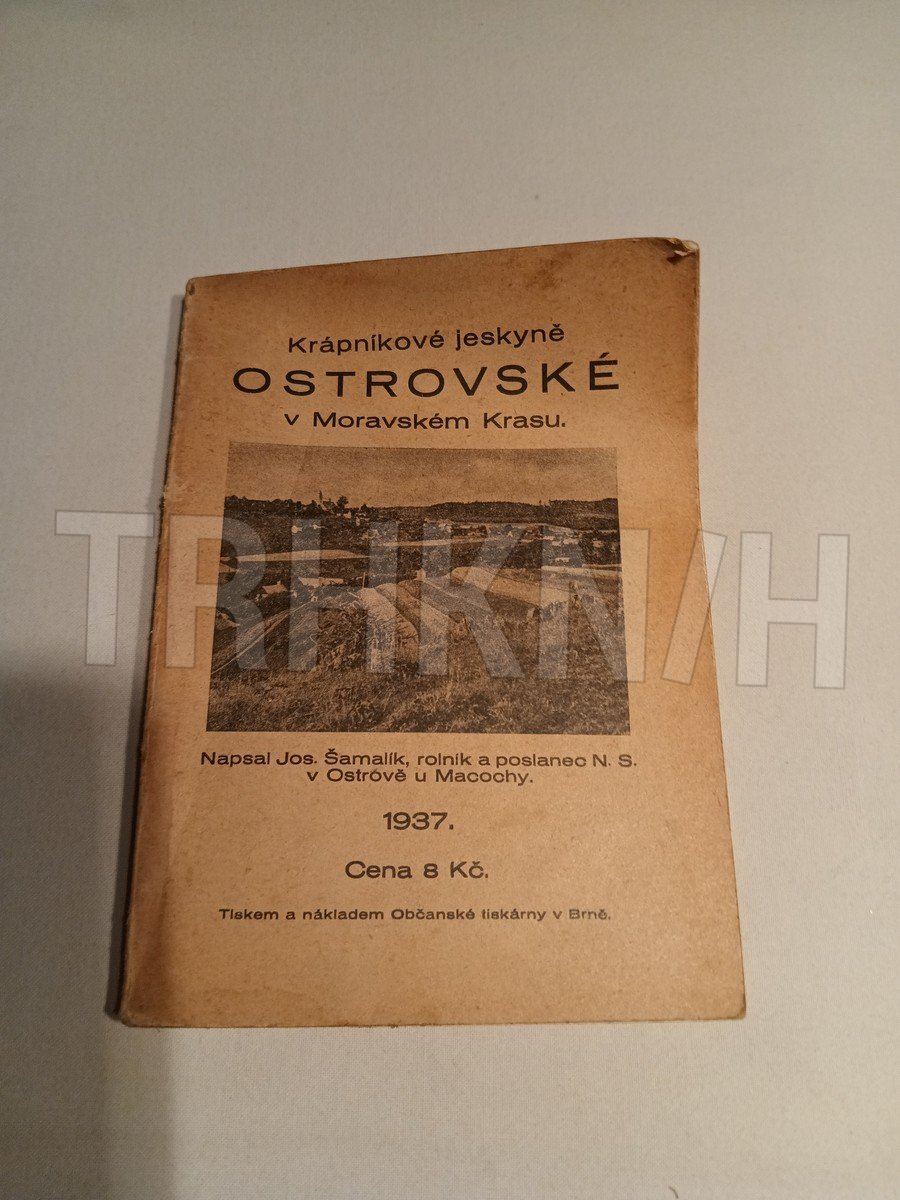 Krápníkové jeskyně
OSTROVSKÉ
v Moravském Krasu.
Napsal Jos. Šamalík, rolník a poslanec N. S.
v Ostrově u Macochy.
1937.
Cena 8 Kč.
Tiskem a nákladem Občanské tiskárny v Brně.
TRHKNIH